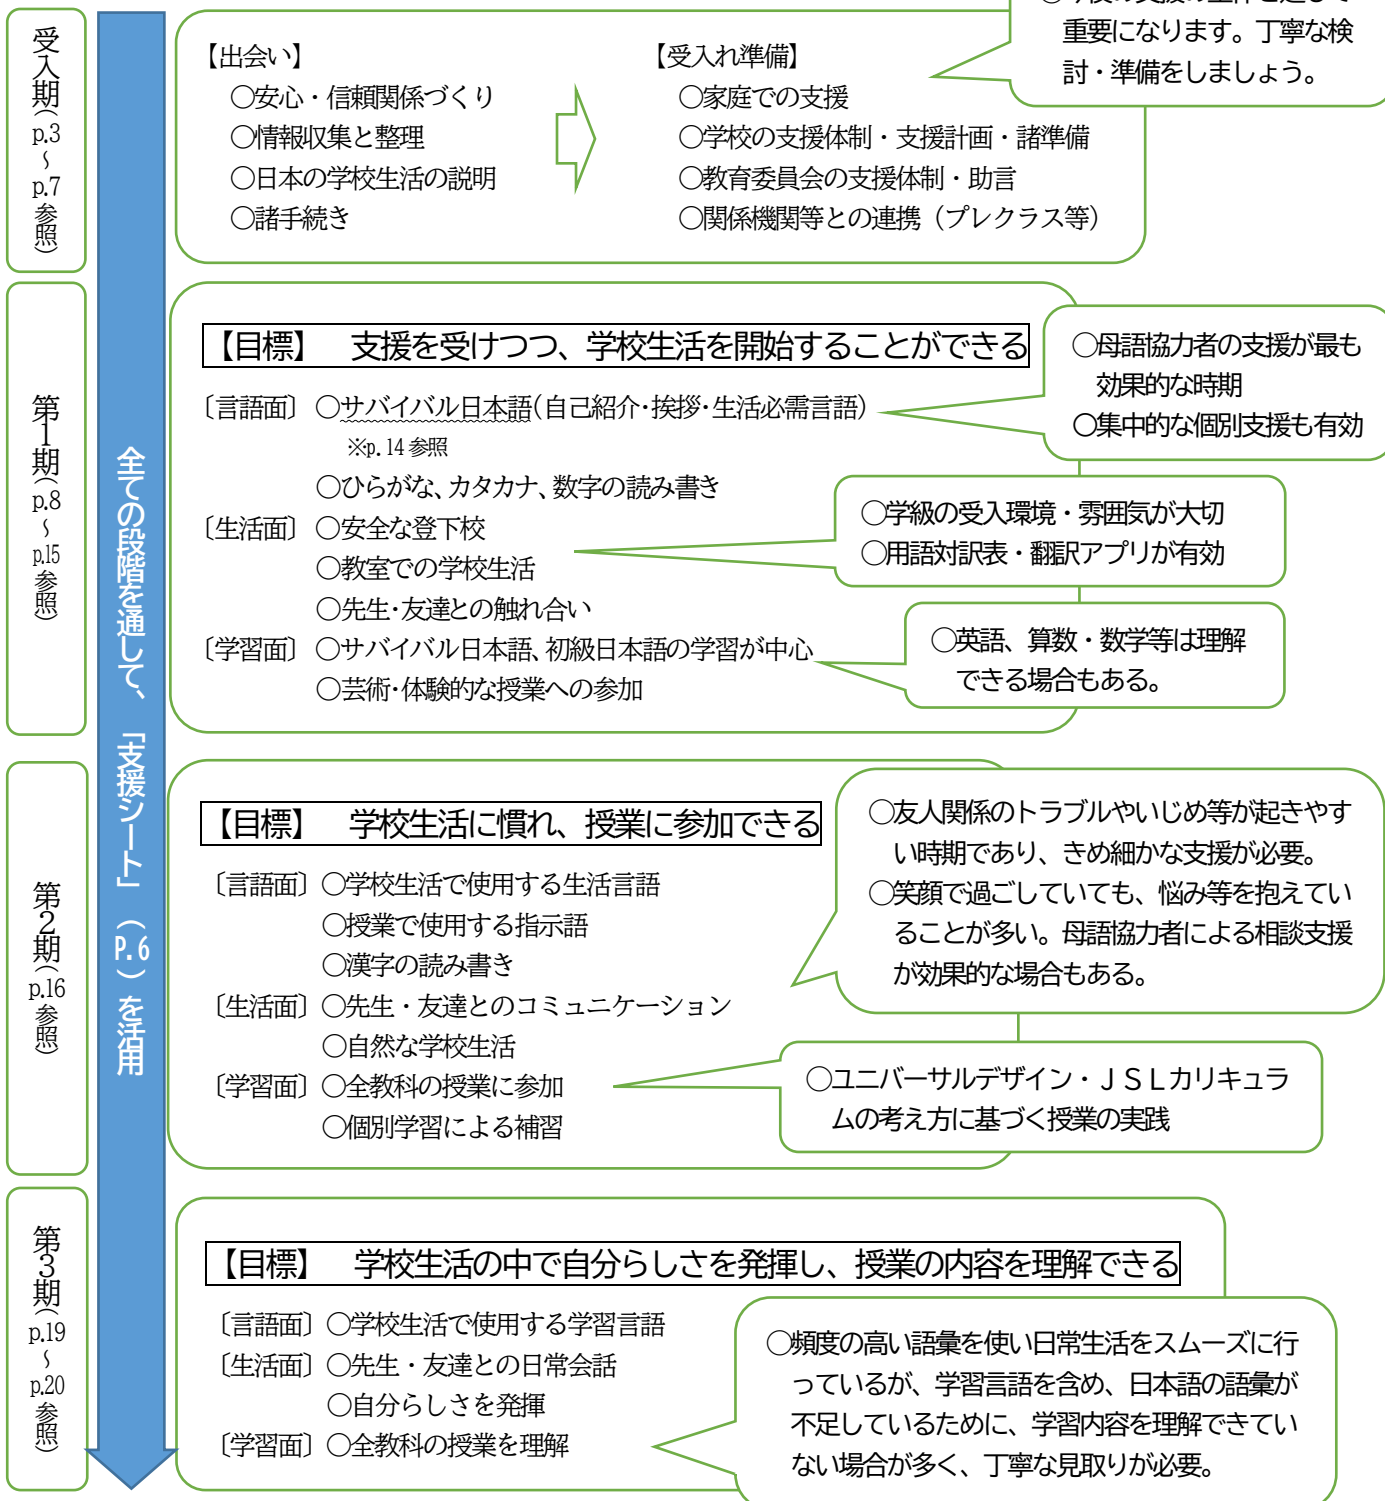 重要になります。丁寧な検
討・準備をしましょう。
受入期（p.3～p.7参照）
【出会い】
○安心・信頼関係づくり
○情報収集と整理
○日本の学校生活の説明
○諸手続き
【受入れ準備】
○家庭での支援
○学校の支援体制・支援計画・諸準備
○教育委員会の支援体制・助言
○関係機関等との連携（プレクラス等）
全ての段階を通して、「支援シート」（P.6）を活用
第1期（p.8～p.15参照）
【目標】　支援を受けつつ、学校生活を開始することができる
〔言語面〕○サバイバル日本語（自己紹介・挨拶・生活必需言語）
※p.14参照
○ひらがな、カタカナ、数字の読み書き
〔生活面〕○安全な登下校
○教室での学校生活
○先生・友達との触れ合い
〔学習面〕○サバイバル日本語、初級日本語の学習が中心
○芸術・体験的な授業への参加
○母語協力者の支援が最も
効果的な時期
○集中的な個別支援も有効
○学級の受入環境・雰囲気が大切
○用語対訳表・翻訳アプリが有効
○英語、算数・数学等は理解
できる場合もある。
第2期（p.16参照）
【目標】　学校生活に慣れ、授業に参加できる
〔言語面〕○学校生活で使用する生活言語
○授業で使用する指示語
○漢字の読み書き
〔生活面〕○先生・友達とのコミュニケーション
○自然な学校生活
〔学習面〕○全教科の授業に参加
○個別学習による補習
○友人関係のトラブルやいじめ等が起きやす
い時期であり、きめ細かな支援が必要。
○笑顔で過ごしていても、悩み等を抱えてい
ることが多い。母語協力者による相談支援
が効果的な場合もある。
○ユニバーサルデザイン・ＪＳＬカリキュラ
ムの考え方に基づく授業の実践
第3期（p.19～p.20参照）
【目標】　学校生活の中で自分らしさを発揮し、授業の内容を理解できる
〔言語面〕○学校生活で使用する学習言語
〔生活面〕○先生・友達との日常会話
○自分らしさを発揮
〔学習面〕○全教科の授業を理解
○頻度の高い語彙を使い日常生活をスムーズに行
っているが、学習言語を含め、日本語の語彙が
不足しているために、学習内容を理解できてい
ない場合が多く、丁寧な見取りが必要。